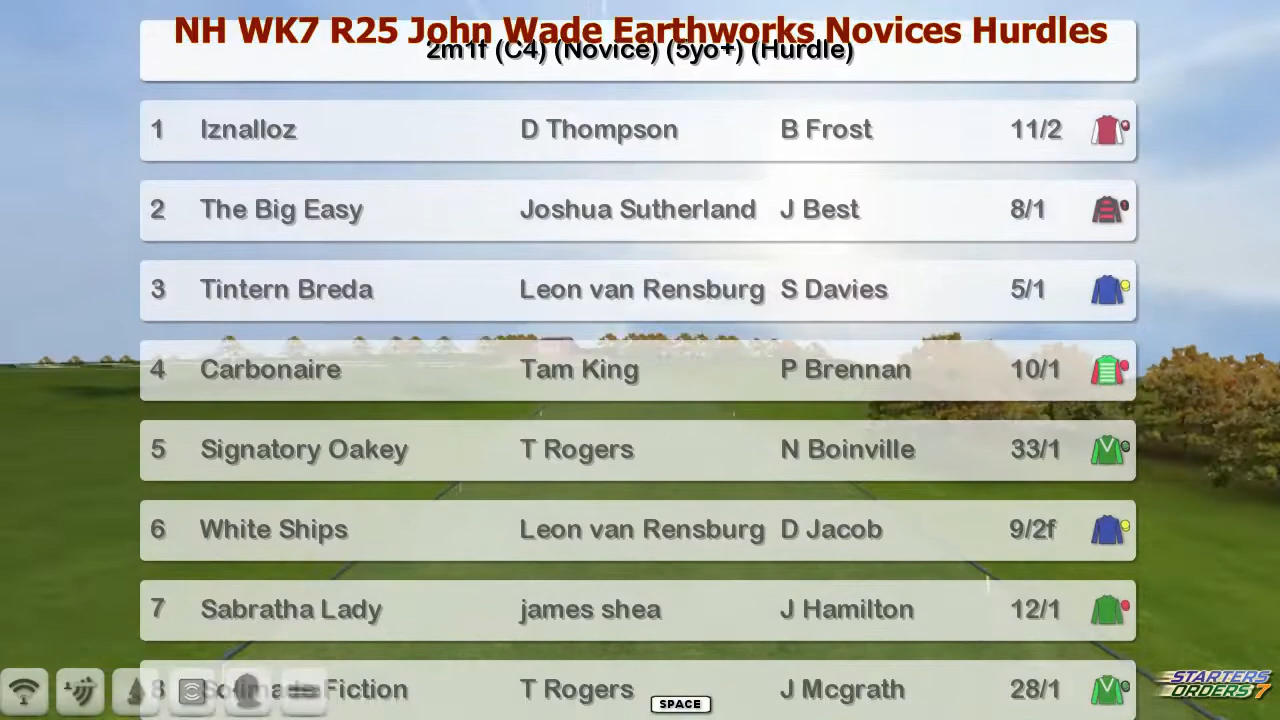 NH WK7 R25 John Wade Earthworks Novices Hurdles
2m1f (C4) (Novice) (5yo+) (Hurdle)
1 Iznalloz D Thompson B Frost 11/2
2 The Big Easy Joshua Sutherland J Best 8/1
3 Tintern Breda Leon van Rensburg S Davies 5/1
4 Carbonaire Tam King P Brennan 10/1
5 Signatory Oakey T Rogers N Boinville 33/1
6 White Ships Leon van Rensburg D Jacob 9/2f
7 Sabratha Lady james shea J Hamilton 12/1
8 Fiction T Rogers J Mcgrath 28/1
SPACE
STARTERS
ORDERS 7